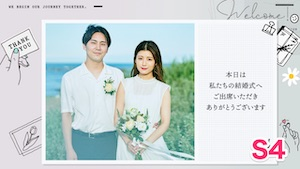 WE BEGIN OUR JOURNEY TOGETHER.
Welcome
THANK
YOU
本日は
私たちの結婚式へ
ご出席いただき
ありがとうございます
S4